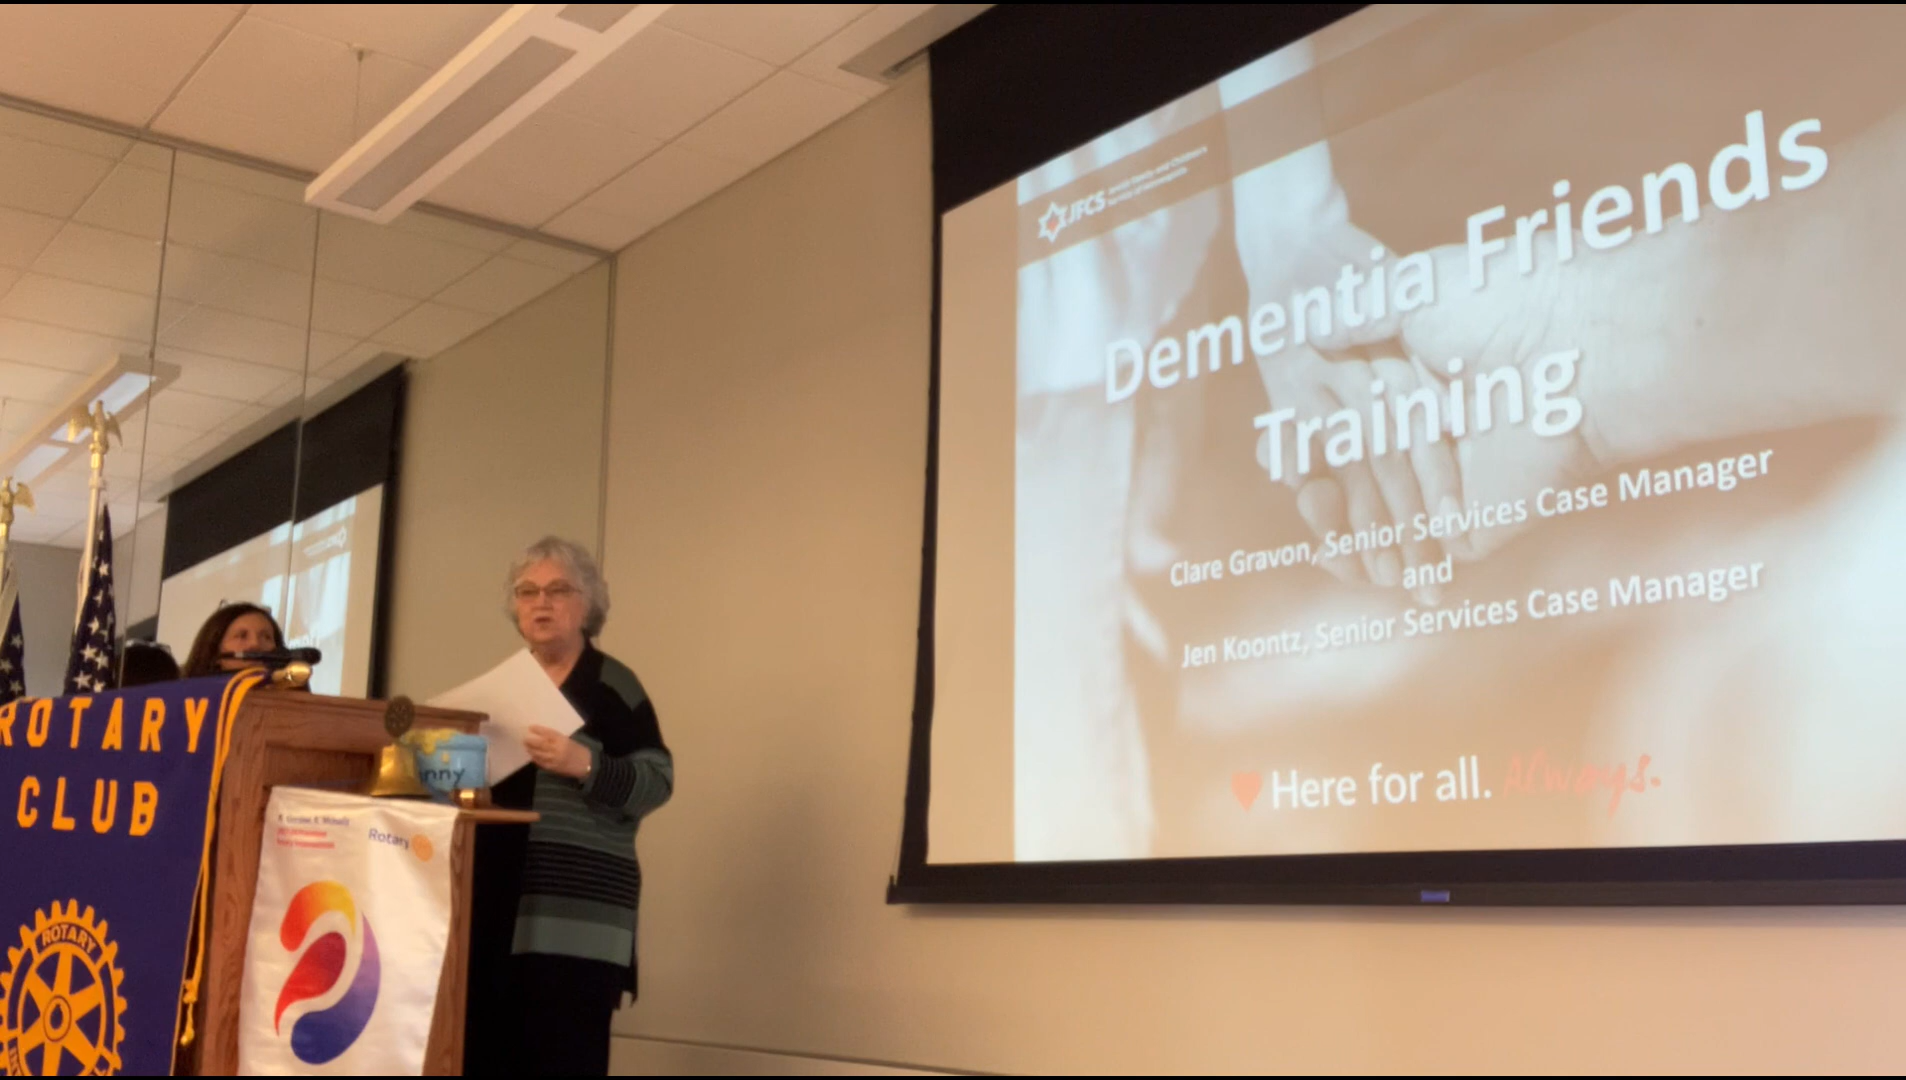 JFCS
Dementia Friends
Training
Clare Gravon, Senior Services Case Manager
and
Jen Koontz, Senior Services Case Manager
Here for all. Always.
ROTARY
CLUB
ROTARY
Rotary
nny